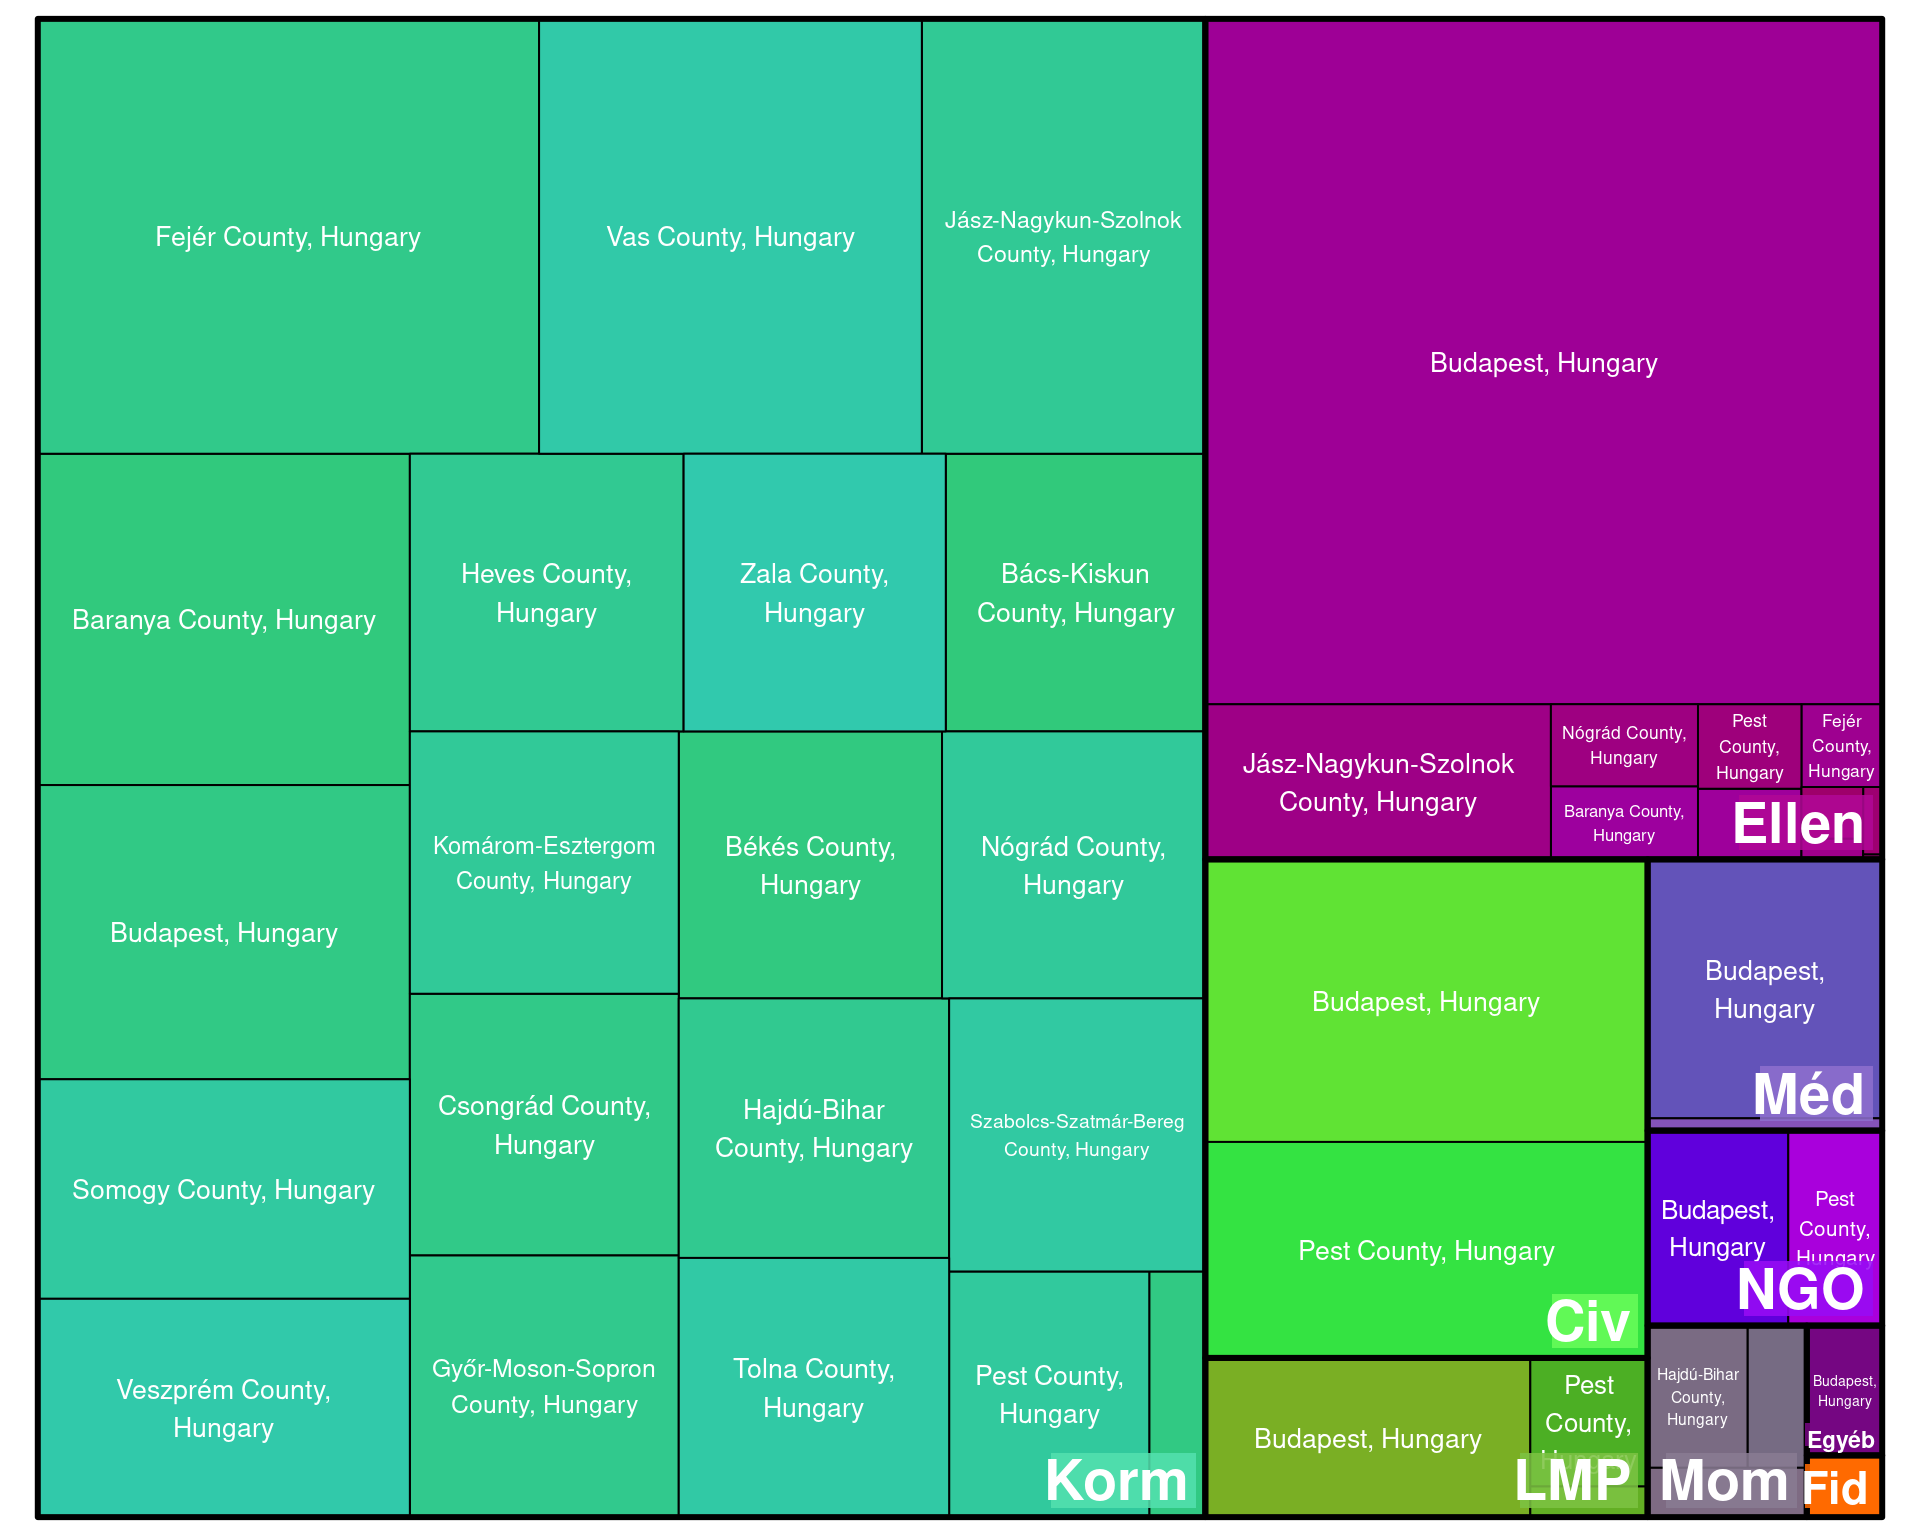 Fejér County, Hungary
Vas County, Hungary
Jász-Nagykun-Szolnok
County, Hungary
Baranya County, Hungary
Heves County,
Hungary
Zala County,
Hungary
Bács-Kiskun
County, Hungary
Budapest, Hungary
Komárom-Esztergom
County, Hungary
Békés County,
Hungary
Nógrád County,
Hungary
Somogy County, Hungary
Csongrád County,
Hungary
Hajdú-Bihar
County, Hungary
Szabolcs-Szatmár-Bereg
County, Hungary
Veszprém County,
Hungary
Győr-Moson-Sopron
County, Hungary
Tolna County,
Hungary
Pest County,
Hungary
Korm
Budapest, Hungary
Jász-Nagykun-Szolnok
County, Hungary
Nógrád County,
Hungary
Baranya County,
Hungary
Pest
County,
Hungary
Fejér
County,
Hungary
Ellen
Budapest, Hungary
Pest County, Hungary
Civ
Budapest,
Hungary
Méd
Budapest,
Hungary
Pest
County,
Hungary
NGO
Budapest, Hungary
Pest
County,
Hungary
LMP
Hajdú-Bihar
County,
Hungary
Mom
Budapest,
Hungary
Egyéb
Fid